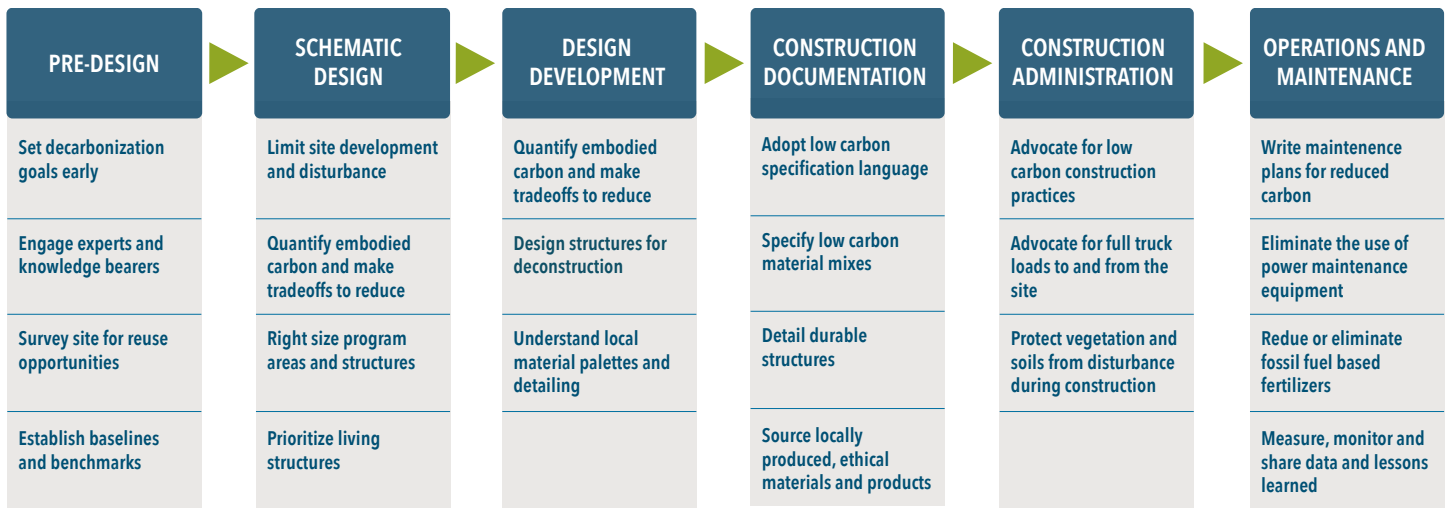 PRE-DESIGN
Set decarbonization
goals early
Engage experts and
knowledge bearers
Survey site for reuse
opportunities
Establish baselines
and benchmarks
SCHEMATIC
DESIGN
Limit site development
and disturbance
Quantify embodied
carbon and make
tradeoffs to reduce
Right size program
areas and structures
Prioritize living
structures
DESIGN
DEVELOPMENT
Quantify embodied
carbon and make
tradeoffs to reduce
Design structures for
deconstruction
Understand local
material palettes and
detailing
CONSTRUCTION
DOCUMENTATION
Adopt low carbon
specification language
Specify low carbon
material mixes
Detail durable
structures
Source locally
produced, ethical
materials and products
CONSTRUCTION
ADMINISTRATION
Advocate for low
carbon construction
practices
Advocate for full truck
loads to and from the
site
Protect vegetation and
soils from disturbance
during construction
OPERATIONS AND
MAINTENANCE
Write maintenence
plans for reduced
carbon
Eliminate the use of
power maintenance
equipment
Redue or eliminate
fossil fuel based
fertilizers
Measure, monitor and
share data and lessons
learned